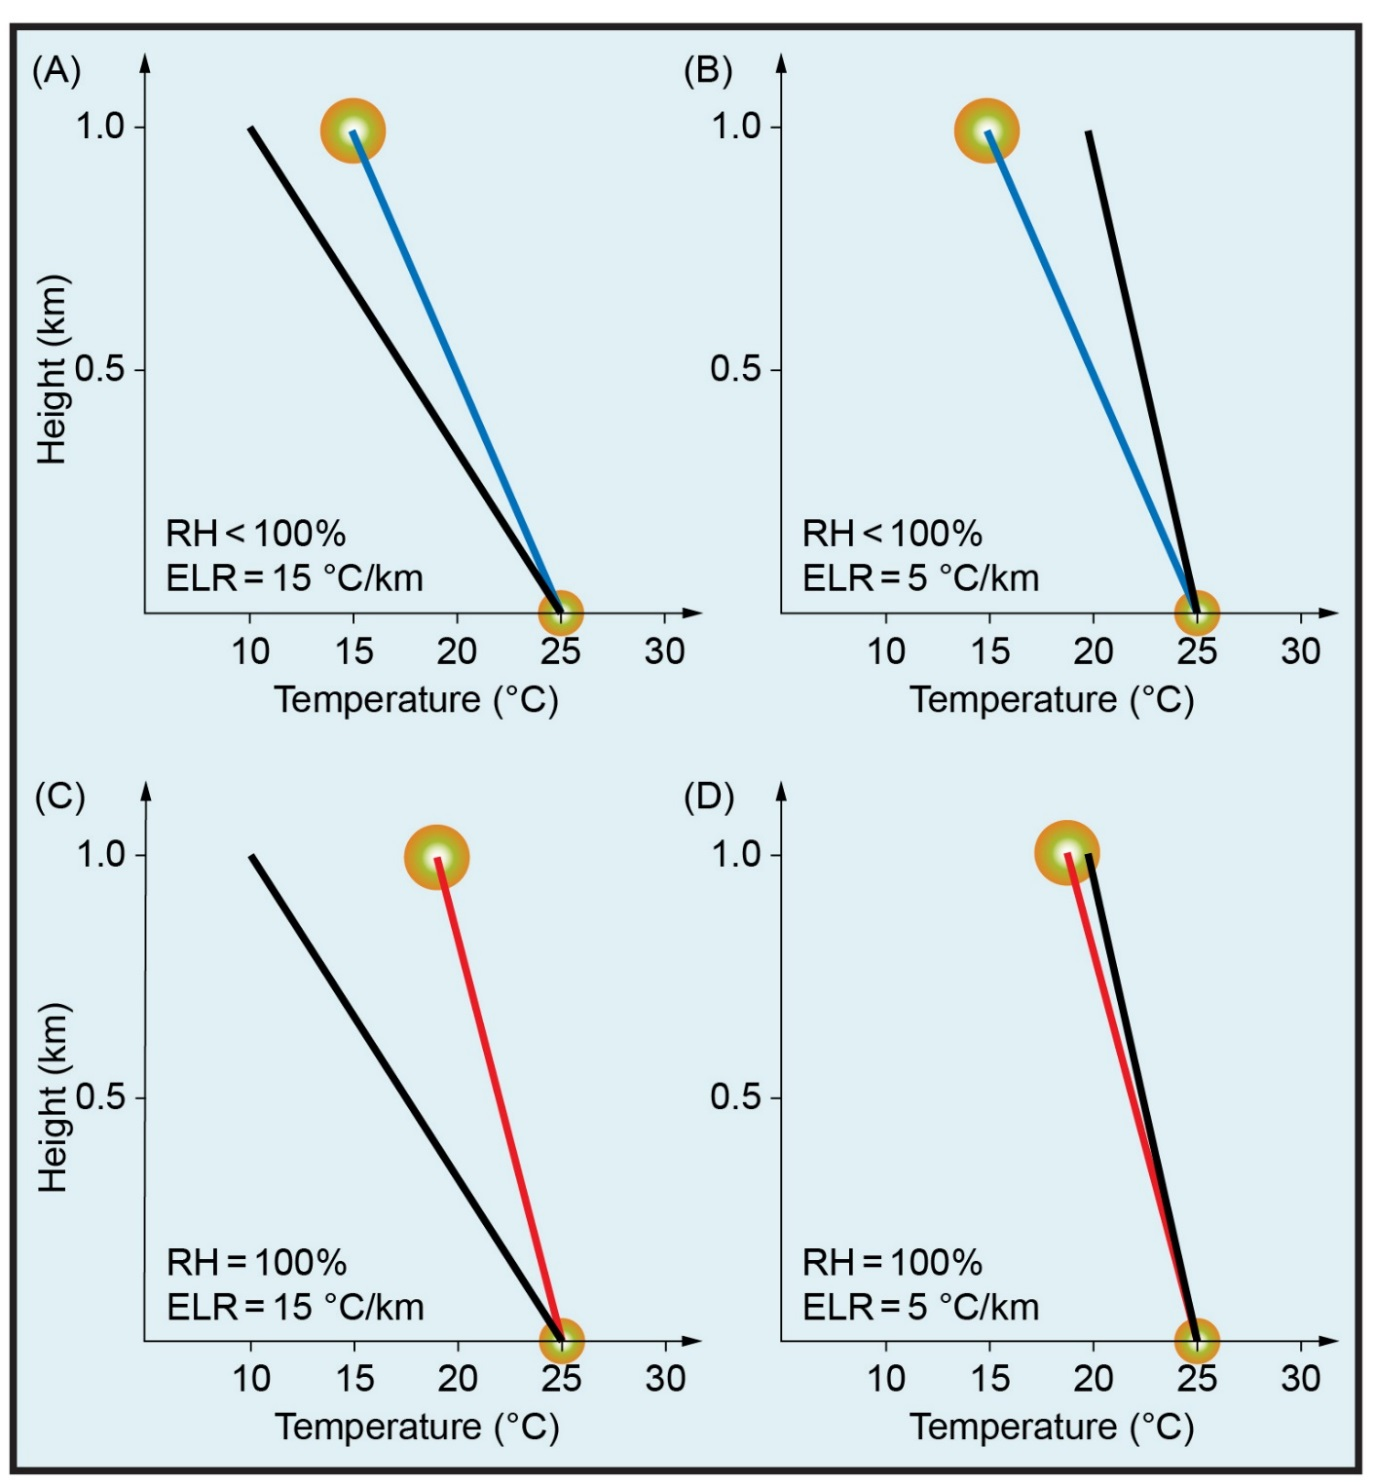 (A)
1.0
0.5
Height (km)
RH < 100%
ELR = 15 °C/km
10 15 20 25 30
Temperature (°C)
(B)
1.0
0.5
RH < 100%
ELR = 5 °C/km
10 15 20 25 30
Temperature (°C)
(C)
1.0
0.5
Height (km)
RH = 100%
ELR = 15 °C/km
10 15 20 25 30
Temperature (°C)
(D)
1.0
0.5
RH = 100%
ELR = 5 °C/km
10 15 20 25 30
Temperature (°C)